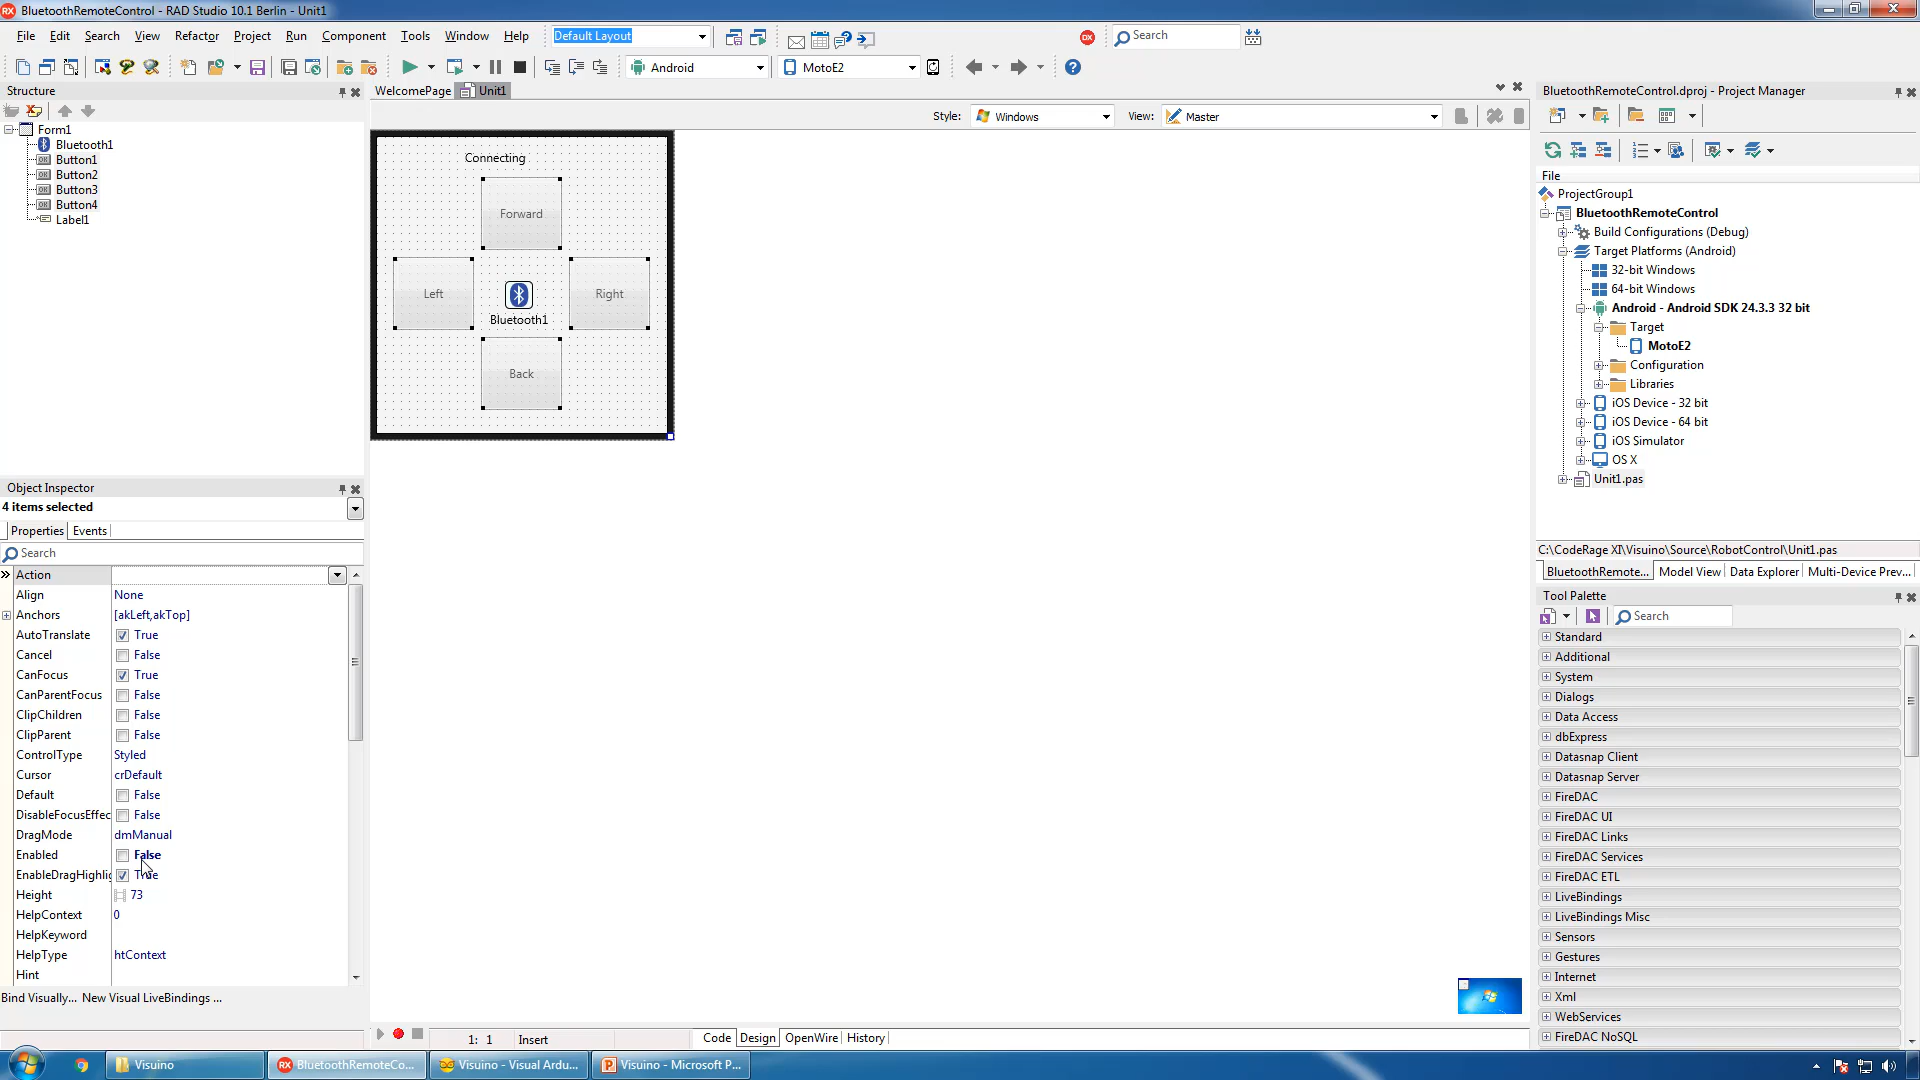 BluetoothRemoteControl - RAD Studio 10.1 Berlin - Unit1
File Edit Search View Refactor Project Run Component Tools Window Help Default Layout Search
Android MotoE2
Structure
WelcomePage Unit1
BluetoothRemoteControl.dproj - Project Manager
Style: Windows View: Master
Form1
Bluetooth1
Button1
Button2
Button3
Button4
Label1
Connecting
Forward
Left
Right
Bluetooth1
Back
File
ProjectGroup1
BluetoothRemoteControl
Build Configurations (Debug)
Target Platforms (Android)
32-bit Windows
64-bit Windows
Android - Android SDK 24.3.3 32 bit
Target
MotoE2
Configuration
Libraries
iOS Device - 32 bit
iOS Device - 64 bit
iOS Simulator
OS X
Unit1.pas
C:\CodeRage XI\Visuino\Source\RobotControl\Unit1.pas
BluetoothRemote... Model View Data Explorer Multi-Device Prev...
Object Inspector
4 items selected
Properties Events
Search
Action
Align None
Anchors [akLeft,akTop]
AutoTranslate True
Cancel False
CanFocus True
CanParentFocus False
ClipChildren False
ClipParent False
ControlType Styled
Cursor crDefault
Default False
DisableFocusEffec False
DragMode dmManual
Enabled False
EnableDragHighlig True
Height 73
HelpContext 0
HelpKeyword
HelpType htContext
Hint
Bind Visually... New Visual LiveBindings ...
Tool Palette
Search
Standard
Additional
System
Dialogs
Data Access
dbExpress
Datasnap Client
Datasnap Server
FireDAC
FireDAC UI
FireDAC Links
FireDAC Services
FireDAC ETL
LiveBindings
LiveBindings Misc
Sensors
Gestures
Internet
Xml
WebServices
FireDAC NoSQL
1: 1 Insert Code Design OpenWire History
Visuino BluetoothRemoteCo... Visuino - Visual Ardu... Visuino - Microsoft P...